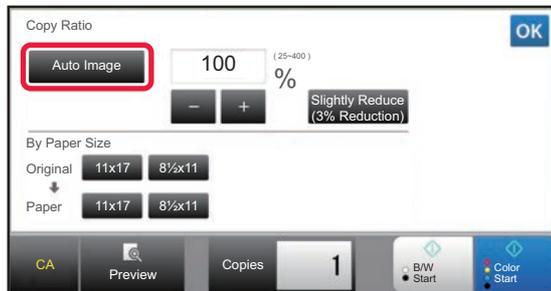 Copy Ratio
OK
Auto Image
100
(25~400)
%
− +
Slightly Reduce
(3% Reduction)
By Paper Size
Original 11x17 8½x11
Paper 11x17 8½x11
CA
Preview
Copies 1
B/W
Start
Color
Start